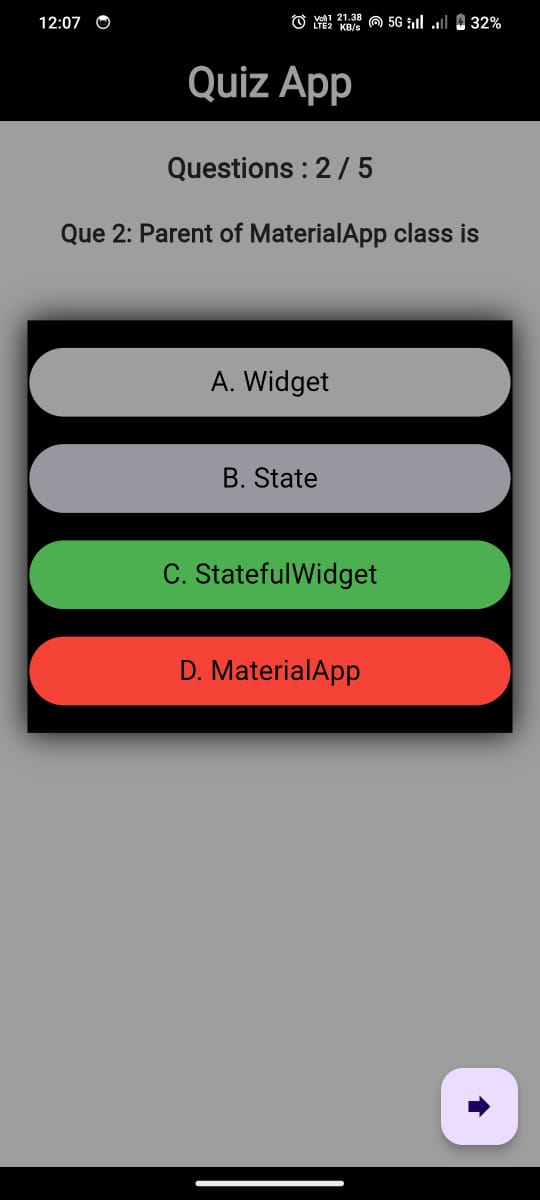 12:07 Vo)) 1 LTE2 21.38 KB/s 5G 32%
Quiz App
Questions : 2 / 5
Que 2: Parent of MaterialApp class is
A. Widget
B. State
C. StatefulWidget
D. MaterialApp